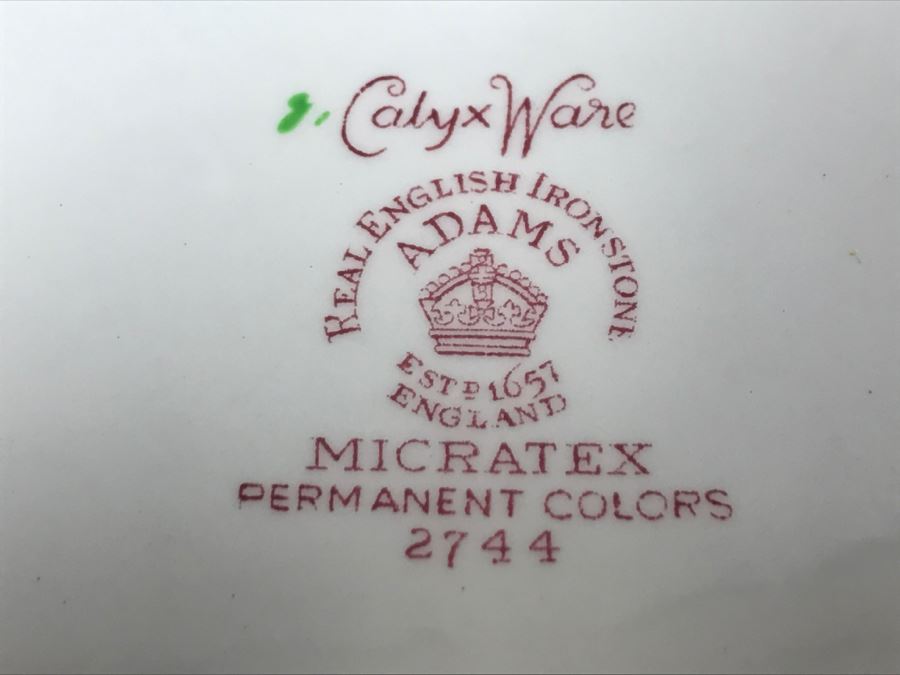 Calyx Ware
REAL ENGLISH IRONSTONE
ADAMS
ESTD 1657
ENGLAND
MICRATEX
PERMANENT COLORS
2744